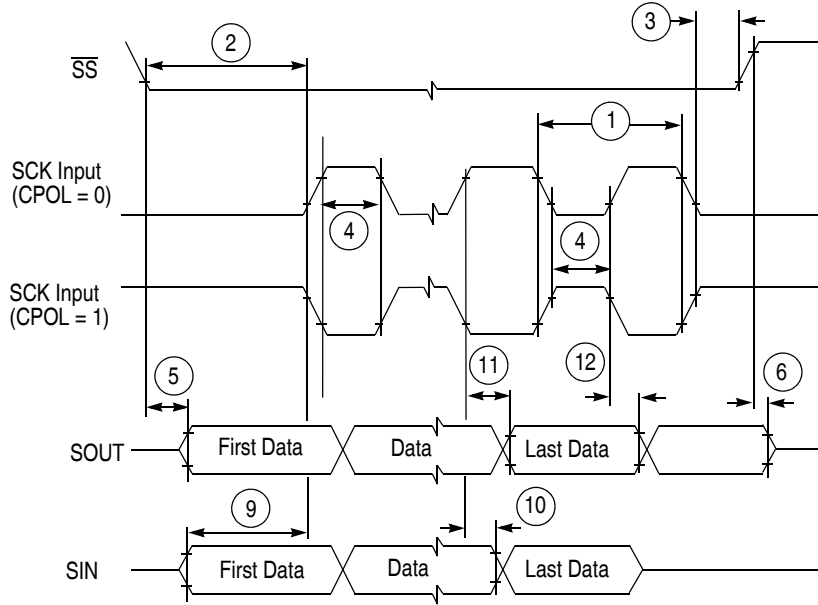 2
3
S̅S̅
1
SCK Input
(CPOL = 0)
4
4
SCK Input
(CPOL = 1)
5
11
12
6
SOUT
First Data
Data
Last Data
9
10
SIN
First Data
Data
Last Data